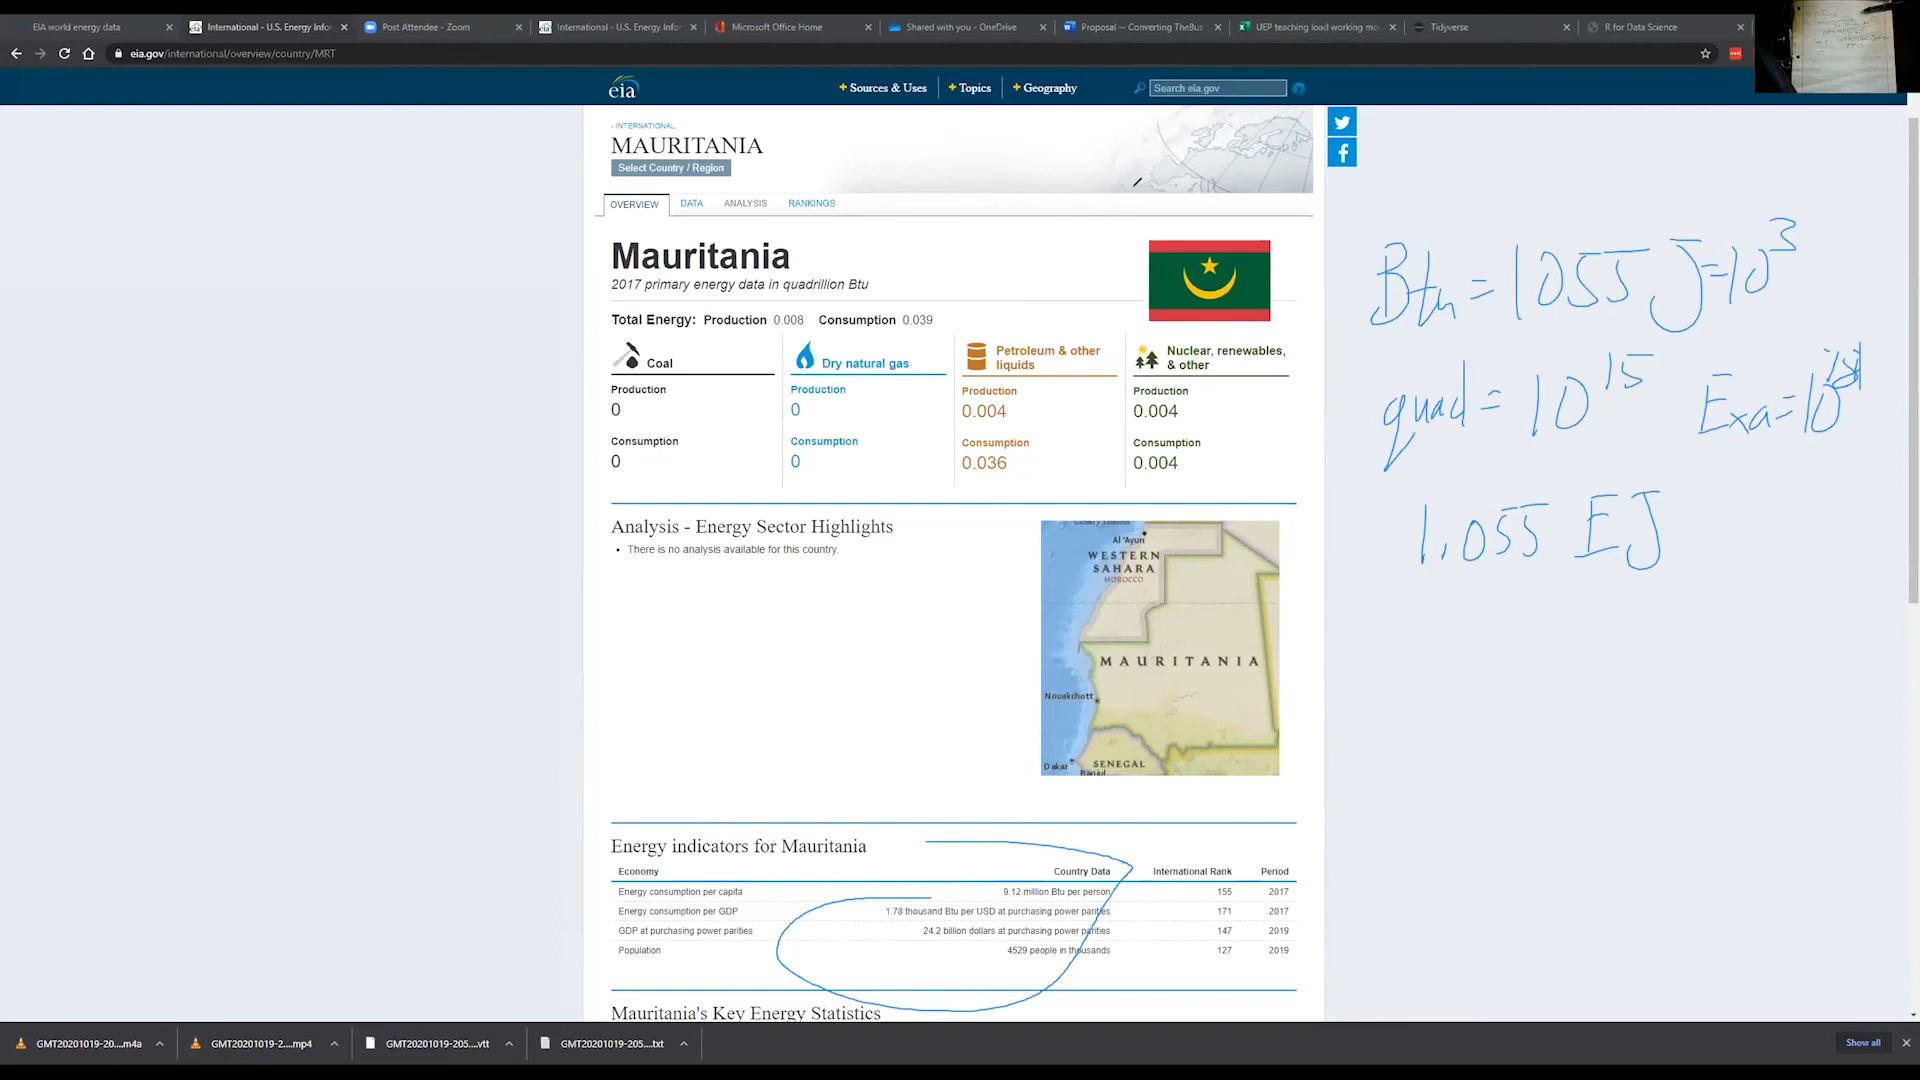 EIA world energy data
International - U.S. Energy Infor
Post Attendee - Zoom
International - U.S. Energy Infor
Microsoft Office Home
Shared with you - OneDrive
Proposal -- Converting TheBus
UEP teaching load working mo
Tidyverse
R for Data Science
eia.gov/international/overview/country/MRT
eia
+ Sources & Uses
+ Topics
+ Geography
Search eia.gov
‹ INTERNATIONAL
MAURITANIA
Select Country / Region
OVERVIEW
DATA
ANALYSIS
RANKINGS
Mauritania
2017 primary energy data in quadrillion Btu
Total Energy: Production 0.008 Consumption 0.039
Coal
Production
0
Consumption
0
Dry natural gas
Production
0
Consumption
0
Petroleum & other
liquids
Production
0.004
Consumption
0.036
Nuclear, renewables,
& other
Production
0.004
Consumption
0.004
Btu = 1055 J = 10³
quad = 10¹⁵
Exa = 10
1.055 EJ
Analysis - Energy Sector Highlights
• There is no analysis available for this country.
Al 'Ayun
WESTERN
SAHARA
MOROCCO
MAURITANIA
Nouakchott
Dakar
SENEGAL
Banjul
Energy indicators for Mauritania
Economy Country Data International Rank Period
Energy consumption per capita 9.12 million Btu per person 155 2017
Energy consumption per GDP 1.78 thousand Btu per USD at purchasing power parities 171 2017
GDP at purchasing power parities 24.2 billion dollars at purchasing power parities 147 2019
Population 4529 people in thousands 127 2019
Mauritania's Key Energy Statistics
GMT20201019-20....m4a
GMT20201019-2....mp4
GMT20201019-205....vtt
GMT20201019-205....txt
Show all